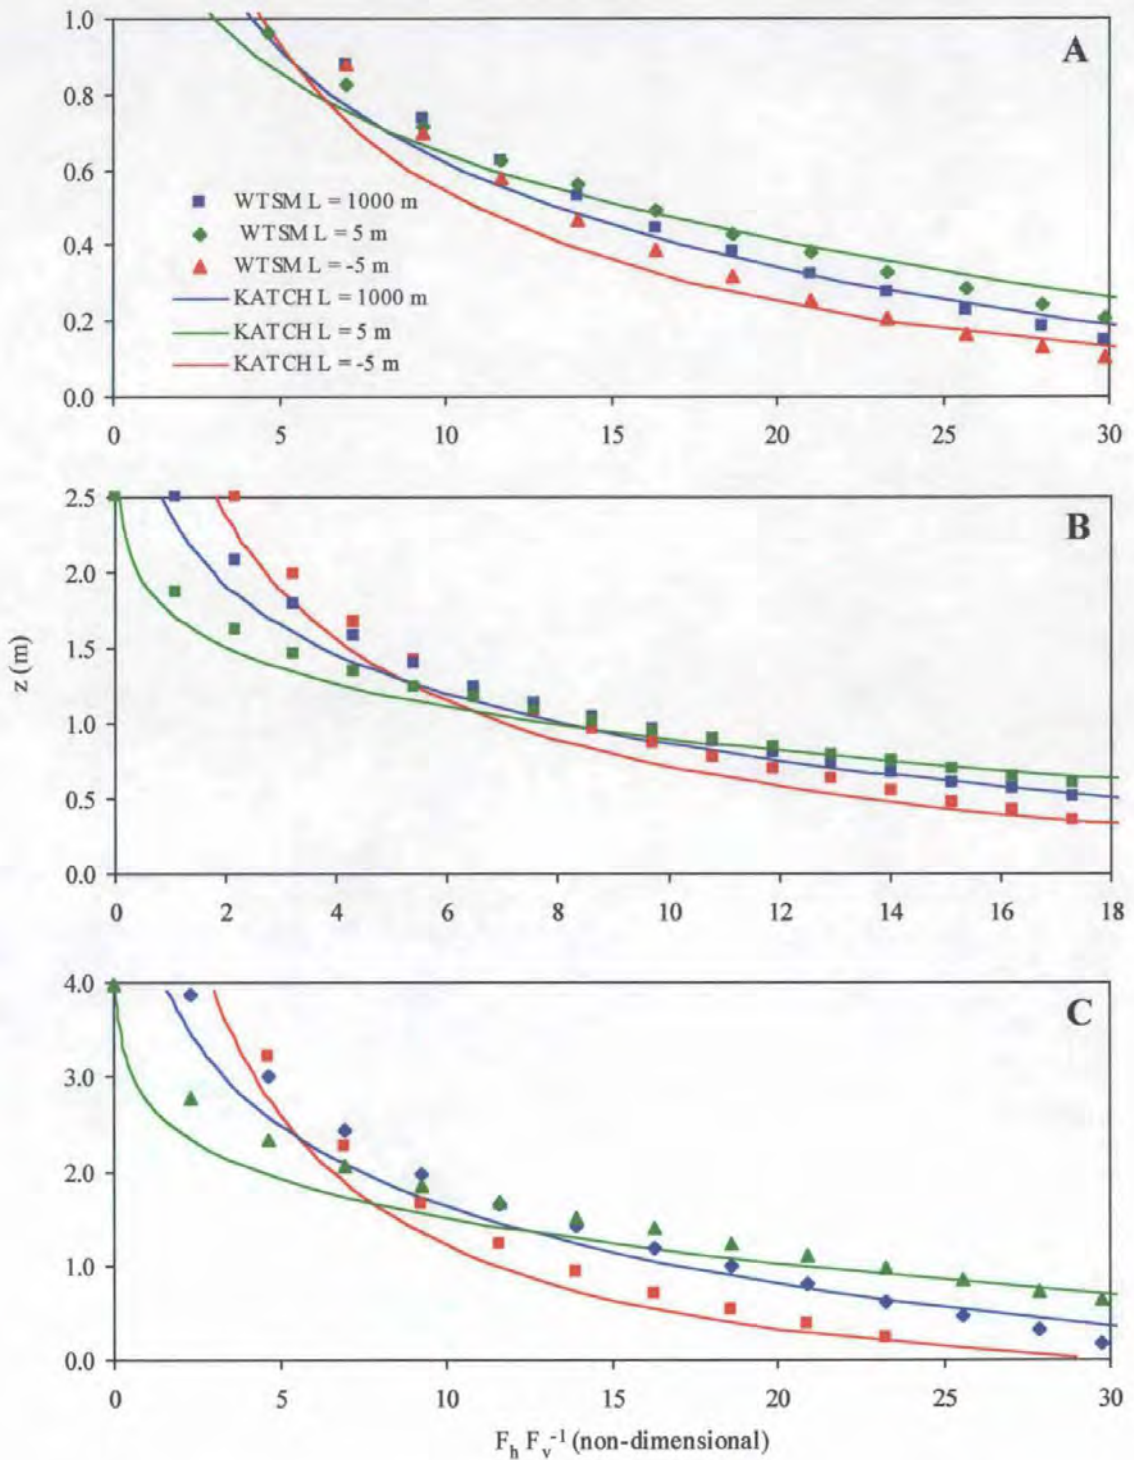 A
1.0
0.8
0.6
0.4
0.2
0.0
WTSM L = 1000 m
WTSM L = 5 m
WTSM L = -5 m
KATCH L = 1000 m
KATCH L = 5 m
KATCH L = -5 m
0 5 10 15 20 25 30
B
2.5
2.0
1.5
1.0
0.5
0.0
z (m)
0 2 4 6 8 10 12 14 16 18
C
4.0
3.0
2.0
1.0
0.0
0 5 10 15 20 25 30
F_h F_v^-1 (non-dimensional)